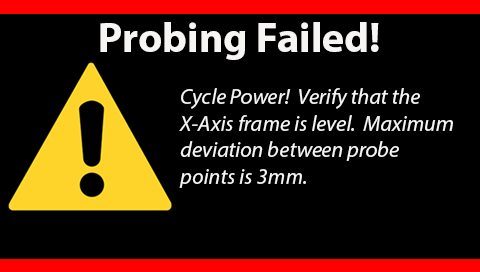 Probing Failed!
Cycle Power!  Verify that the
X-Axis frame is level.  Maximum
deviation between probe
points is 3mm.